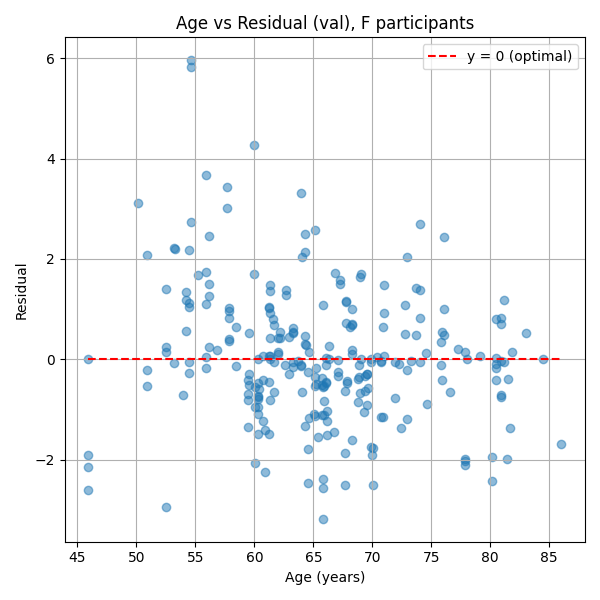 Age vs Residual (val), F participants
y = 0 (optimal)
6
4
2
0
−2
Residual
45 50 55 60 65 70 75 80 85
Age (years)